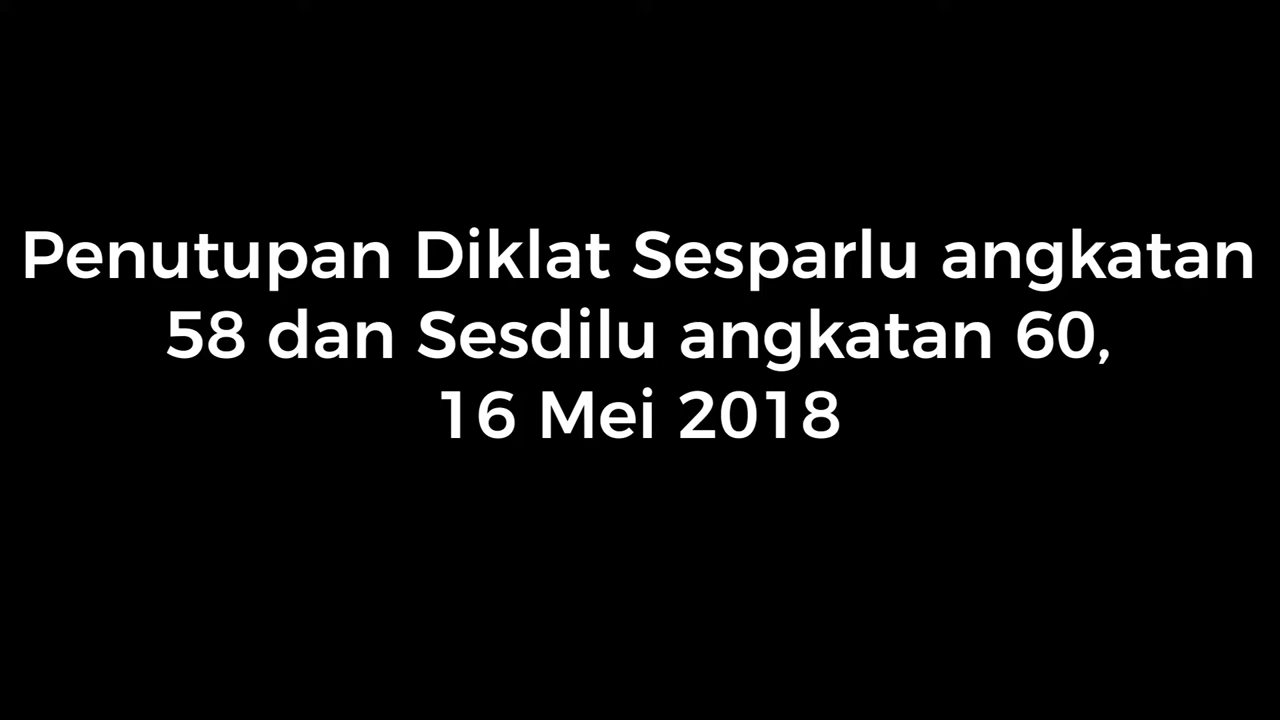 Penutupan Diklat Sesparlu angkatan
58 dan Sesdilu angkatan 60,
16 Mei 2018